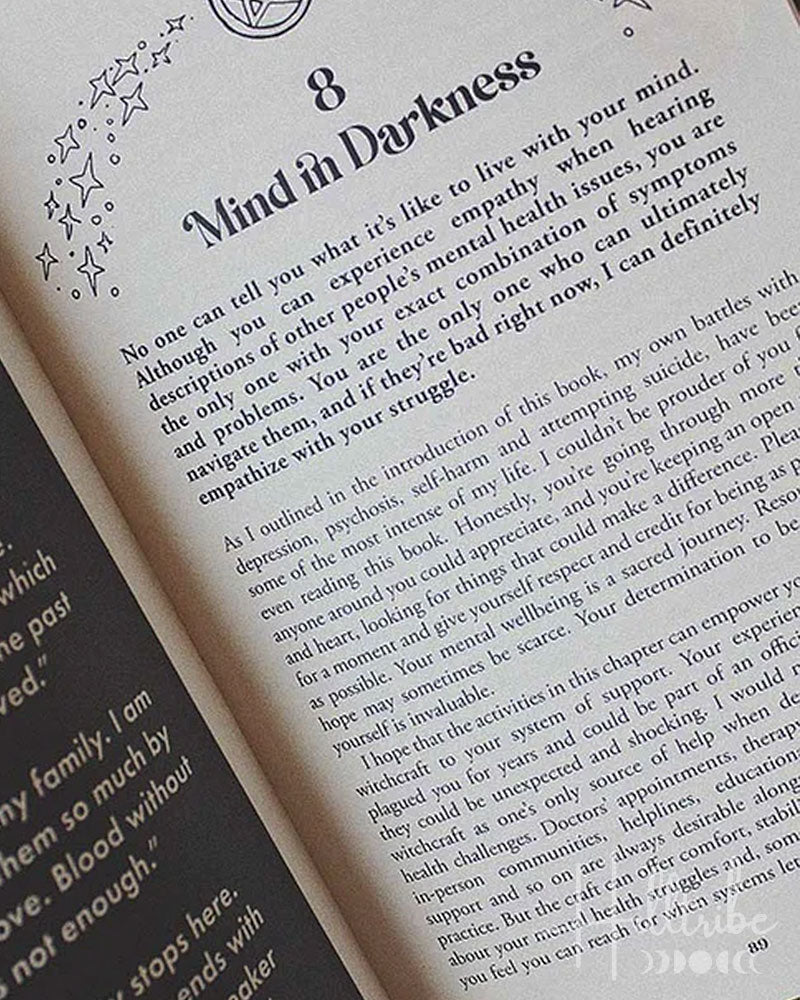 which
he past
ved."
ny family. I am
them so much by
ove. Blood without
s not enough."
stops here.
ends with
eaker
8
Mind in Darkness
No one can tell you what it's like to live with your mind.
Although you can experience empathy when hearing
descriptions of other people's mental health issues, you are
the only one with your exact combination of symptoms
and problems. You are the only one who can ultimately
navigate them, and if they're bad right now, I can definitely
empathize with your struggle.
As I outlined in the introduction of this book, my own battles with
depression, psychosis, self-harm and attempting suicide, have bee
some of the most intense of my life. I couldn't be prouder of you f
even reading this book. Honestly, you're going through more t
anyone around you could appreciate, and you're keeping an open
and heart, looking for things that could make a difference. Plea
for a moment and give yourself respect and credit for being as p
as possible. Your mental wellbeing is a sacred journey. Resou
hope may sometimes be scarce. Your determination to be
yourself is invaluable.
I hope that the activities in this chapter can empower yo
witchcraft to your system of support. Your experien
plagued you for years and could be part of an offici
they could be unexpected and shocking. I would n
witchcraft as one's only source of help when de
health challenges. Doctors' appointments, therapy
in-person communities, helplines, educationa
support and so on are always desirable along
practice. But the craft can offer comfort, stabili
about your mental health struggles and, som
you feel you can reach for when systems let
89
Hilltribe